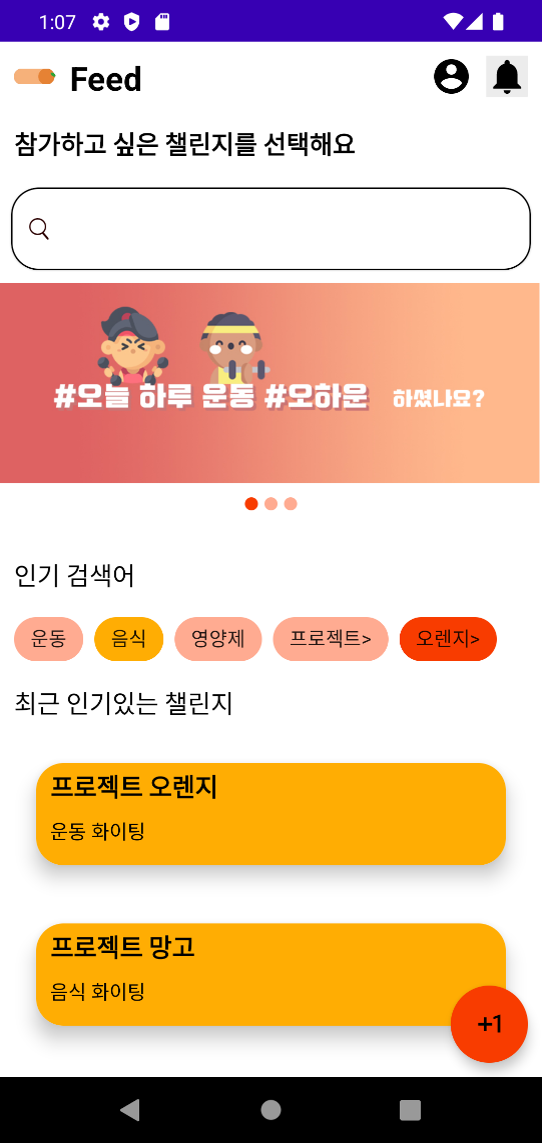 1:07
Feed
참가하고 싶은 챌린지를 선택해요
#오늘 하루 운동 #오하운 하셨나요?
인기 검색어
운동 음식 영양제 프로젝트> 오렌지>
최근 인기있는 챌린지
프로젝트 오렌지
운동 화이팅
프로젝트 망고
음식 화이팅
+1